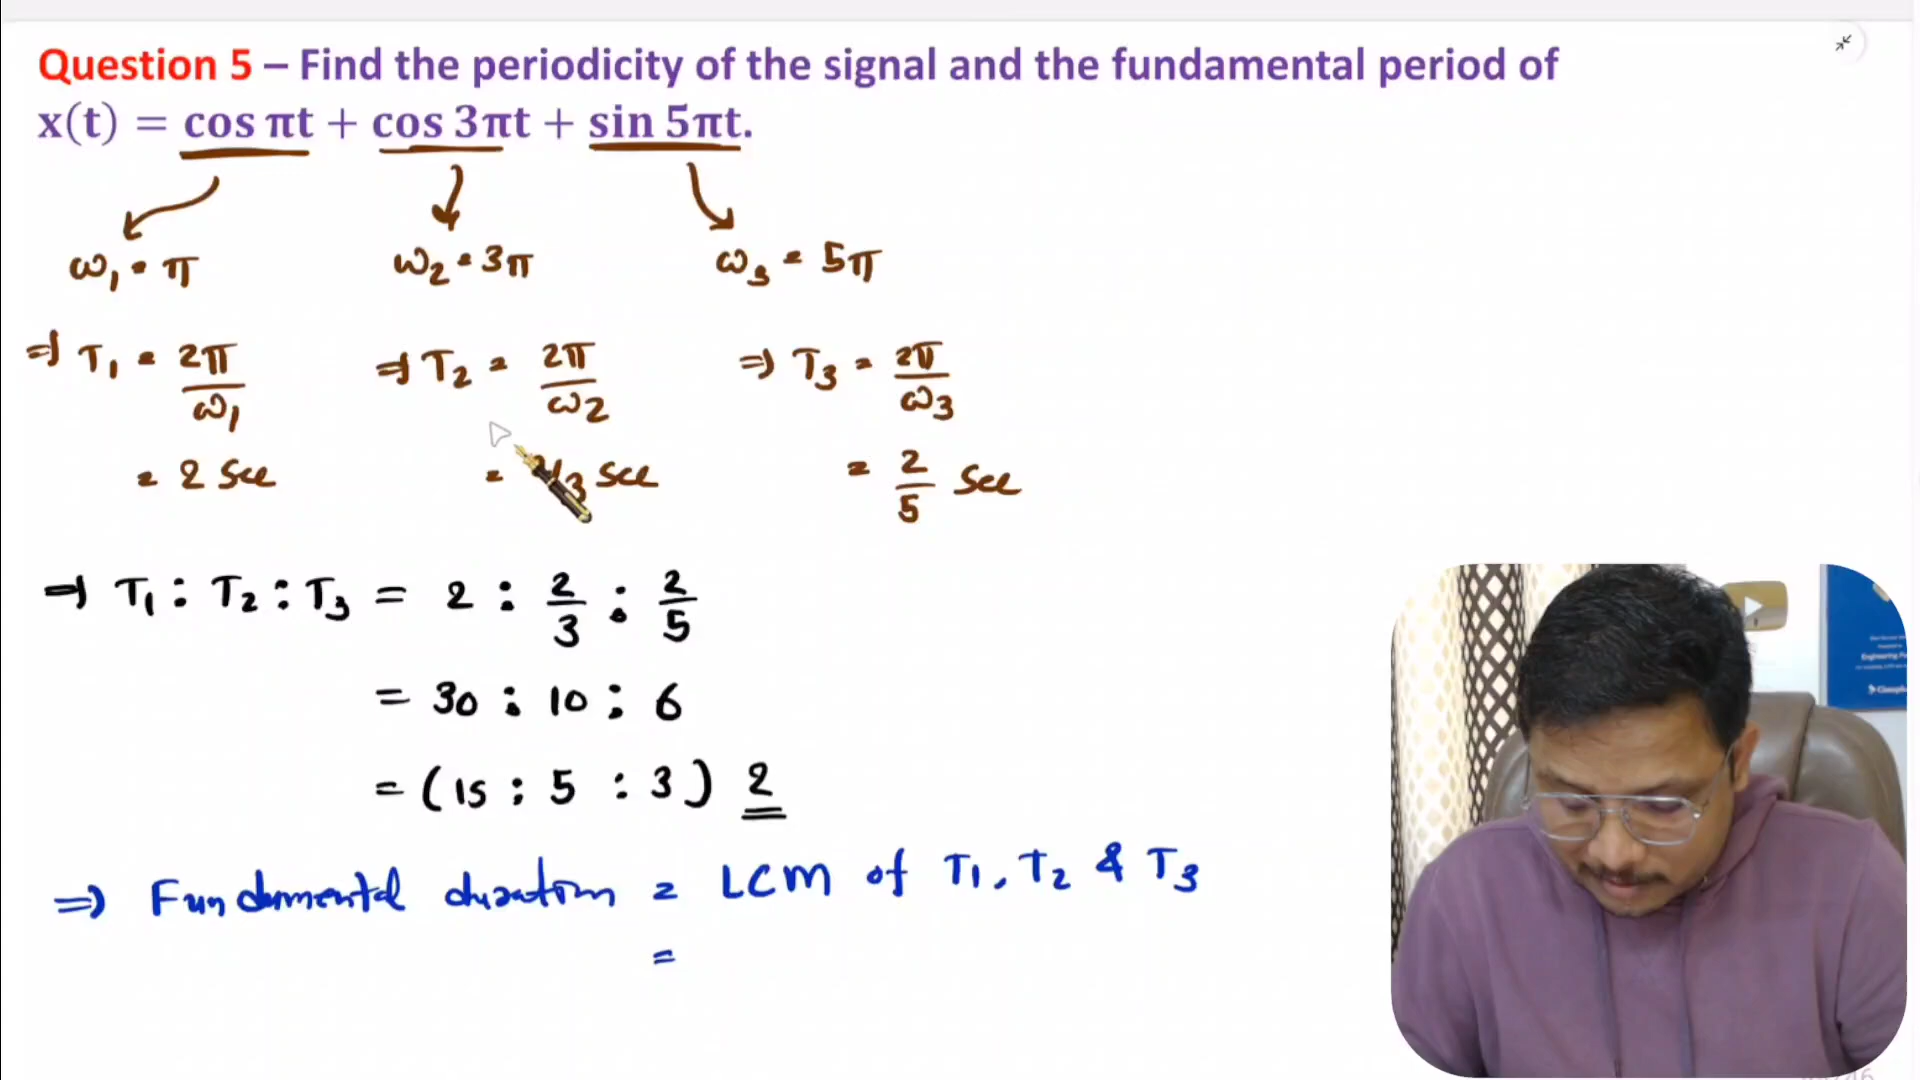 Question 5 – Find the periodicity of the signal and the fundamental period of
x(t) = cos πt + cos 3πt + sin 5πt.
ω₁ = π ω₂ = 3π ω₃ = 5π
⇒ T₁ = 2π/ω₁ ⇒ T₂ = 2π/ω₂ ⇒ T₃ = 2π/ω₃
= 2 Sec = 2/3 Sec = 2/5 Sec
⇒ T₁ : T₂ : T₃ = 2 : 2/3 : 2/5
= 30 : 10 : 6
= (15 : 5 : 3) 2
⇒ Fundamental duration = LCM of T₁, T₂ & T₃
=